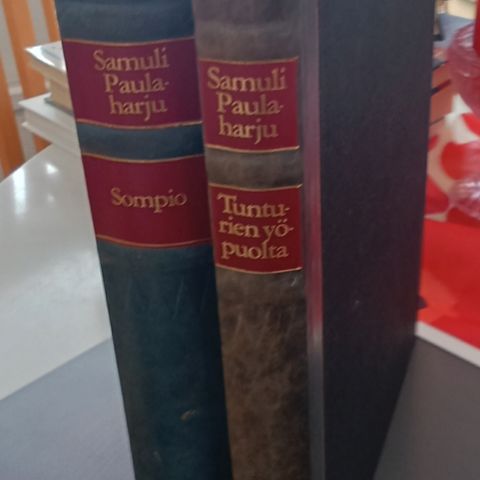 Samuli
Paula-
harju
Sompio
Samuli
Paula-
harju
Tuntu-
rien yö-
puolta